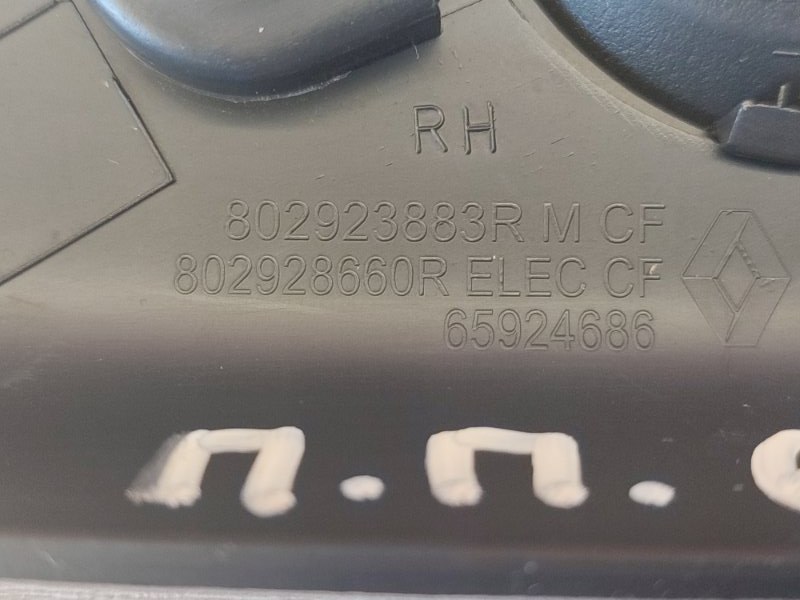 RH
802923883R M CF
802928660R ELEC CF
65924686
П.П.